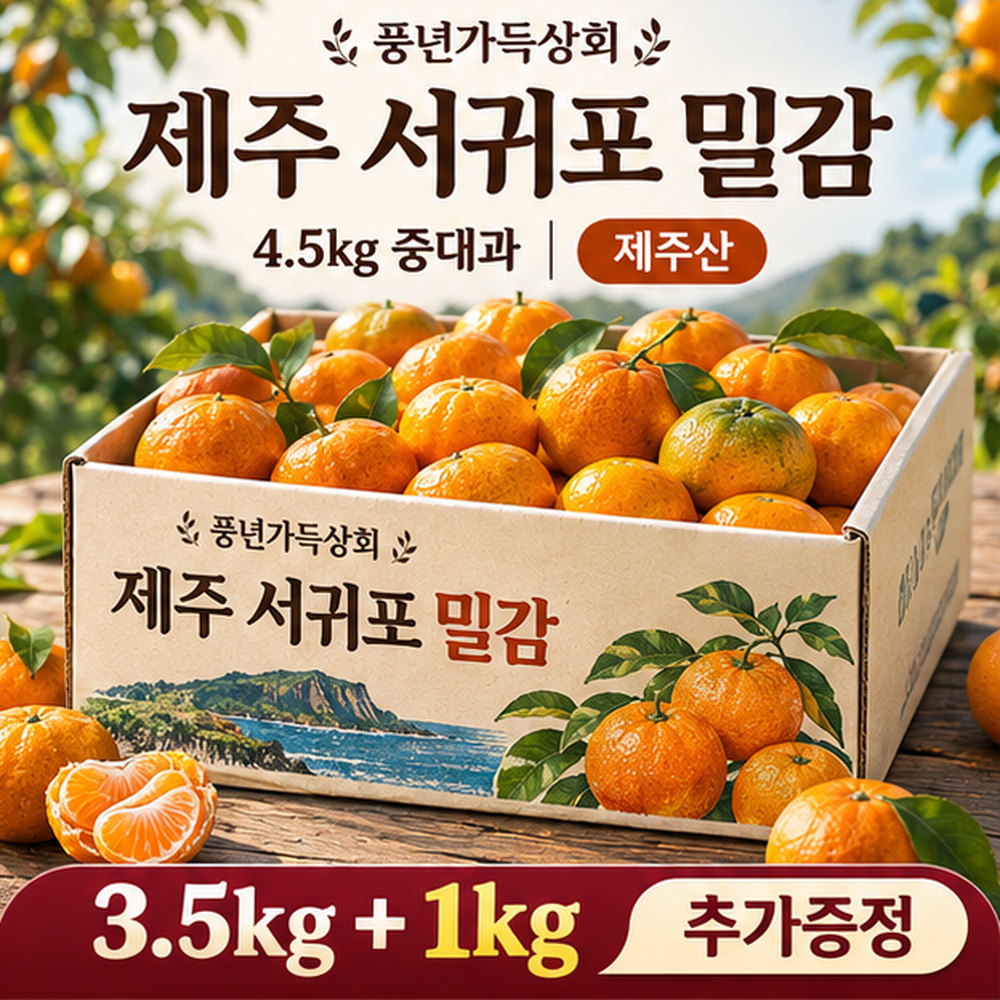 풍년가득상회
제주 서귀포 밀감
4.5kg 중대과
제주산
풍년가득상회
제주 서귀포 밀감
3.5kg + 1kg 추가증정